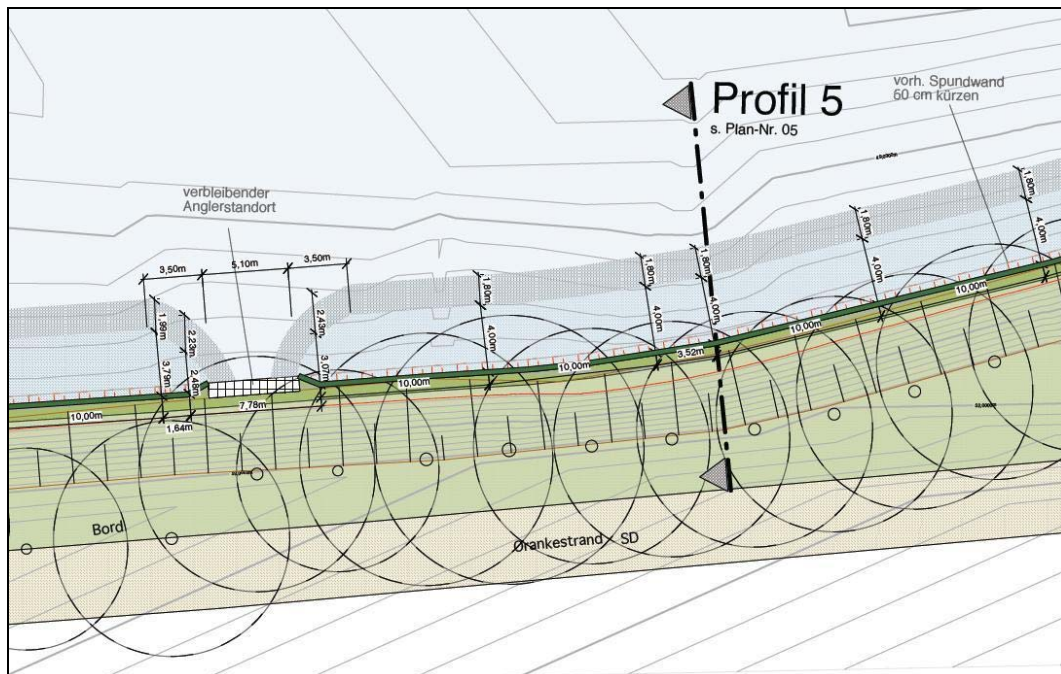 Profil 5
s. Plan-Nr. 05
vorh. Spundwand
60 cm kürzen
verbleibender
Anglerstandort
3,50m
5,10m
3,50m
1,80m
1,80m
1,80m
1,80m
1,80m
4,00m
4,00m
4,00m
4,00m
4,00m
1,99m
3,79m
2,23m
2,48m
2,43m
3,07m
10,00m
1,64m
7,78m
10,00m
10,00m
3,52m
10,00m
10,00m
Bord
Orankestrand - SD